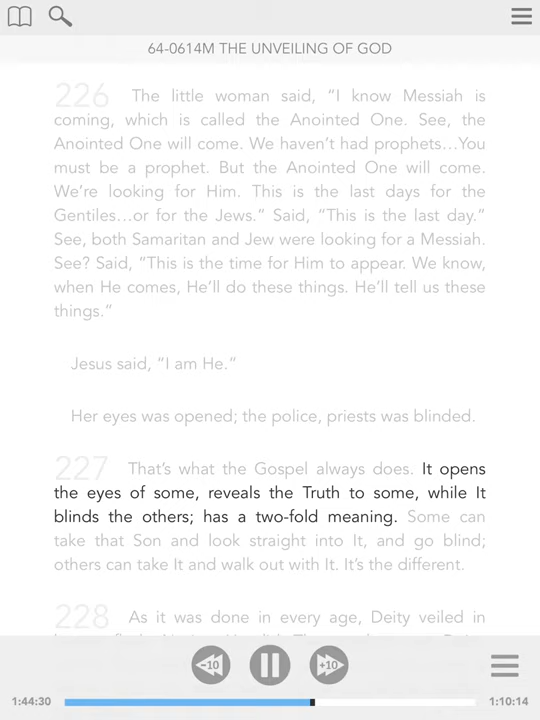 64-0614M THE UNVEILING OF GOD
226 The little woman said, “I know Messiah is
coming, which is called the Anointed One. See, the
Anointed One will come. We haven’t had prophets…You
must be a prophet. But the Anointed One will come.
We’re looking for Him. This is the last days for the
Gentiles…or for the Jews.” Said, “This is the last day.”
See, both Samaritan and Jew were looking for a Messiah.
See? Said, “This is the time for Him to appear. We know,
when He comes, He’ll do these things. He’ll tell us these
things.”
Jesus said, “I am He.”
Her eyes was opened; the police, priests was blinded.
227 That’s what the Gospel always does. It opens
the eyes of some, reveals the Truth to some, while It
blinds the others; has a two-fold meaning. Some can
take that Son and look straight into It, and go blind;
others can take It and walk out with It. It’s the different.
228 As it was done in every age, Deity veiled in
-10 +10
1:44:30 1:10:14